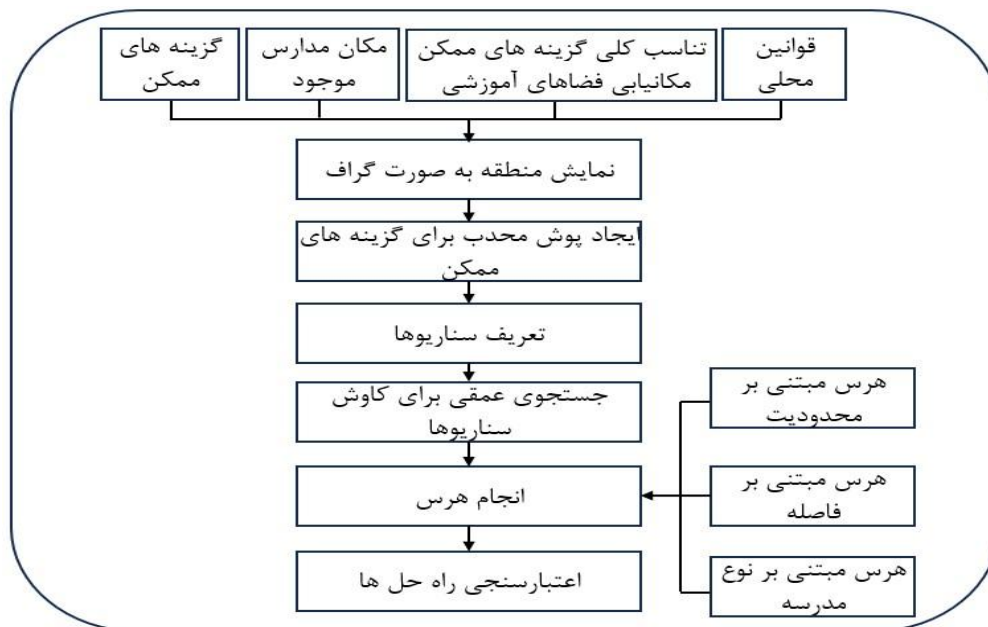 قوانین
محلی
تناسب کلی گزینه های ممکن
مکانیابی فضاهای آموزشی
مکان مدارس
موجود
گزینه های
ممکن
نمایش منطقه به صورت گراف
ایجاد پوش محدب برای گزینه های
ممکن
تعریف سناریوها
جستجوی عمقی برای کاوش
سناریوها
انجام هرس
اعتبارسنجی راه حل ها
هرس مبتنی بر
محدودیت
هرس مبتنی بر
فاصله
هرس مبتنی بر نوع
مدرسه